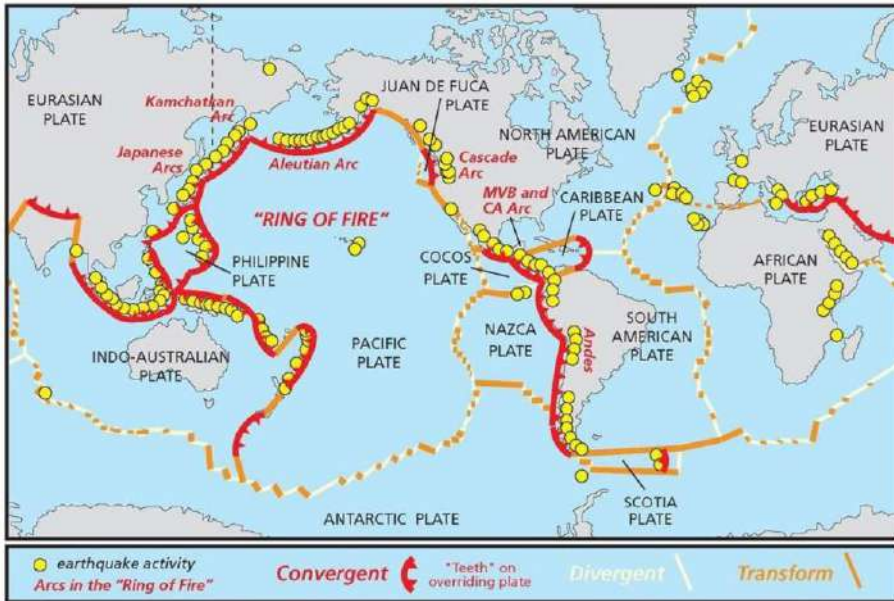 EURASIAN
PLATE
Kamchatkan
Arc
Japanese
Arcs
Aleutian Arc
JUAN DE FUCA
PLATE
NORTH AMERICAN
PLATE
Cascade
Arc
MVB and
CA Arc
CARIBBEAN
PLATE
EURASIAN
PLATE
"RING OF FIRE"
PHILIPPINE
PLATE
COCOS
PLATE
AFRICAN
PLATE
INDO-AUSTRALIAN
PLATE
PACIFIC
PLATE
NAZCA
PLATE
Andes
SOUTH
AMERICAN
PLATE
SCOTIA
PLATE
ANTARCTIC PLATE
earthquake activity
Arcs in the "Ring of Fire"
Convergent
"Teeth" on
overriding plate
Divergent
Transform